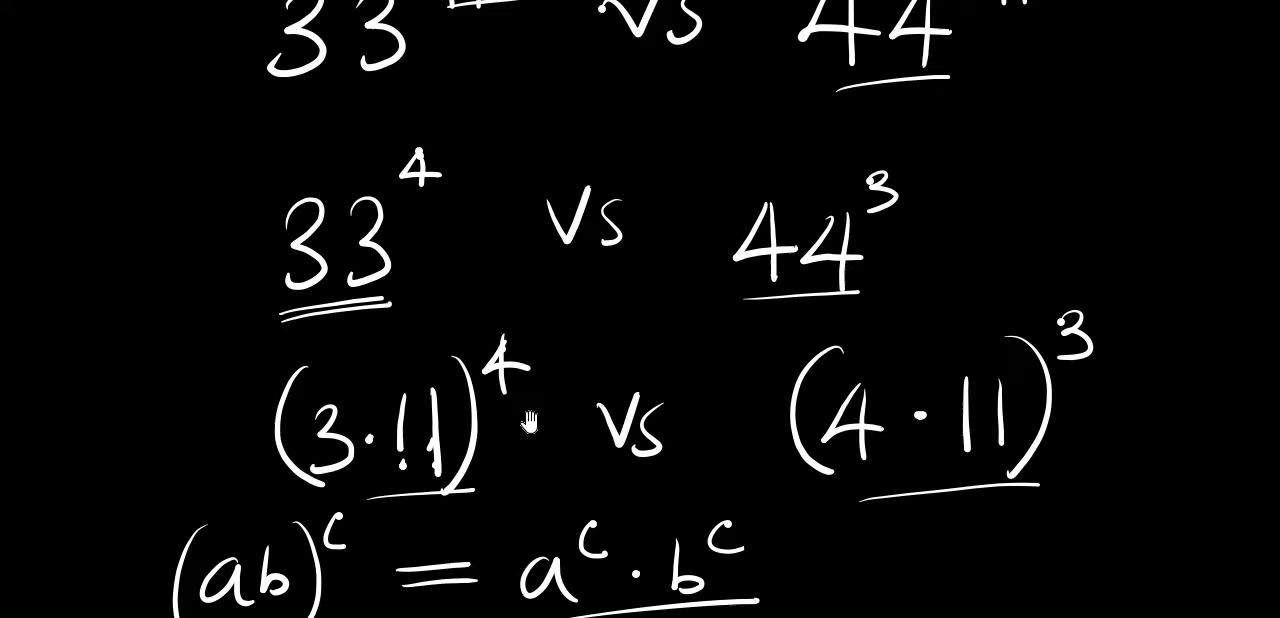 33 vs 44
33^4 vs 44^3
(3·11)^4 vs (4·11)^3
(ab)^c = a^c · b^c